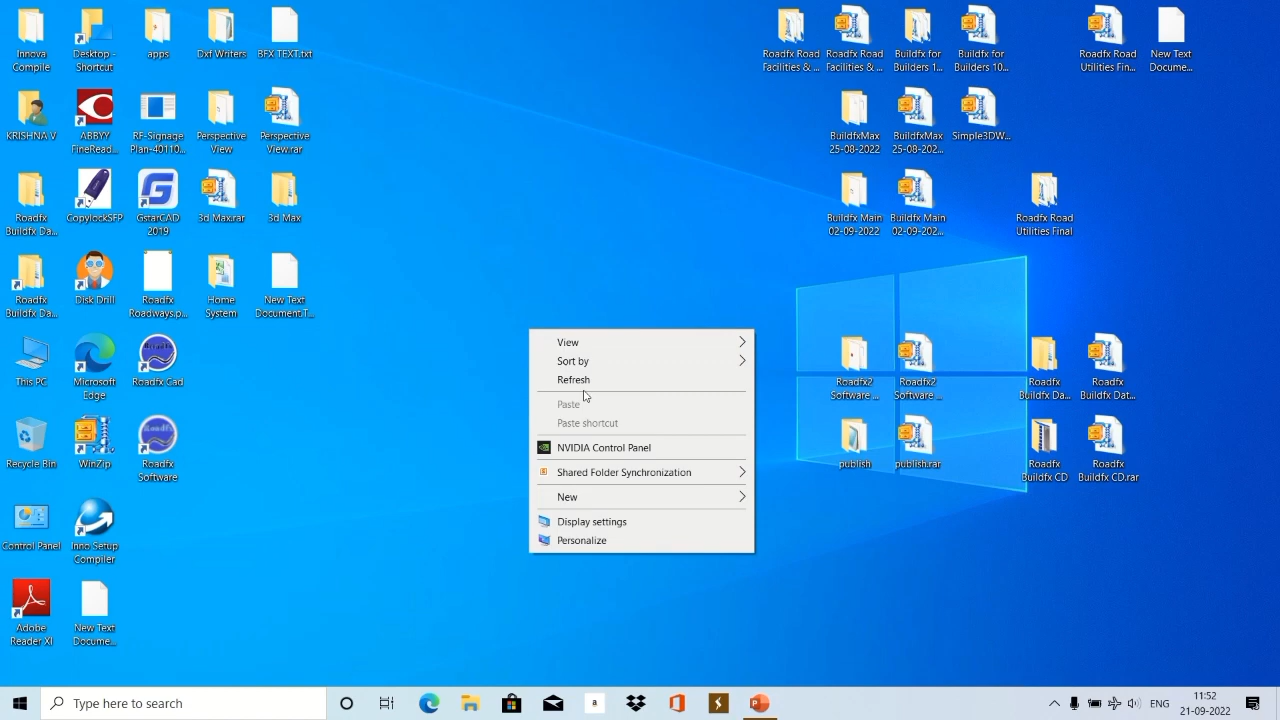 Innova
Compile
Desktop -
Shortcut
apps
Dxf Writers
BFX TEXT.txt
Roadfx Road
Facilities & ...
Roadfx Road
Facilities & ...
Buildfx for
Builders 1...
Buildfx for
Builders 10...
Roadfx Road
Utilities Fin...
New Text
Docume...
KRISHNA V
ABBYY
FineRead...
RF-Signage
Plan-40110...
Perspective
View
Perspective
View.rar
BuildfxMax
25-08-2022
BuildfxMax
25-08-202...
Simple3DW...
Roadfx
Buildfx Da...
CopylockSFP
GstarCAD
2019
3d Max.rar
3d Max
Buildfx Main
02-09-2022
Buildfx Main
02-09-202...
Roadfx Road
Utilities Final
Roadfx
Buildfx Da...
Disk Drill
Roadfx
Roadways.p...
Home
System
New Text
Document.T...
This PC
Microsoft
Edge
Roadfx Cad
Roadfx2
Software ...
Roadfx2
Software ...
Roadfx
Buildfx Da...
Roadfx
Buildfx Dat...
Recycle Bin
WinZip
Roadfx
Software
publish
publish.rar
Roadfx
Buildfx CD
Roadfx
Buildfx CD.rar
Control Panel
Inno Setup
Compiler
Adobe
Reader XI
New Text
Docume...
View
Sort by
Refresh
Paste
Paste shortcut
NVIDIA Control Panel
Shared Folder Synchronization
New
Display settings
Personalize
Type here to search
ENG
11:52
21-09-2022